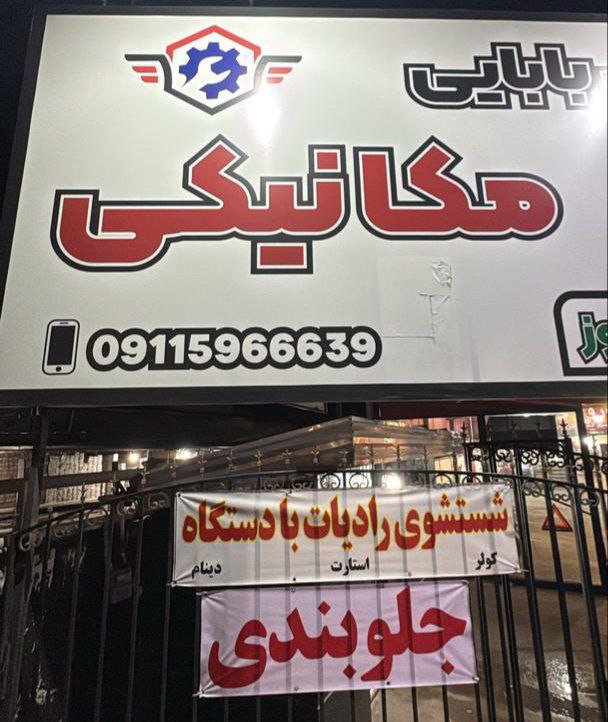 بابایی
مکانیکی
09115966639
شستشوی رادیات با دستگاه
کولر استارت دینام
جلوبندی